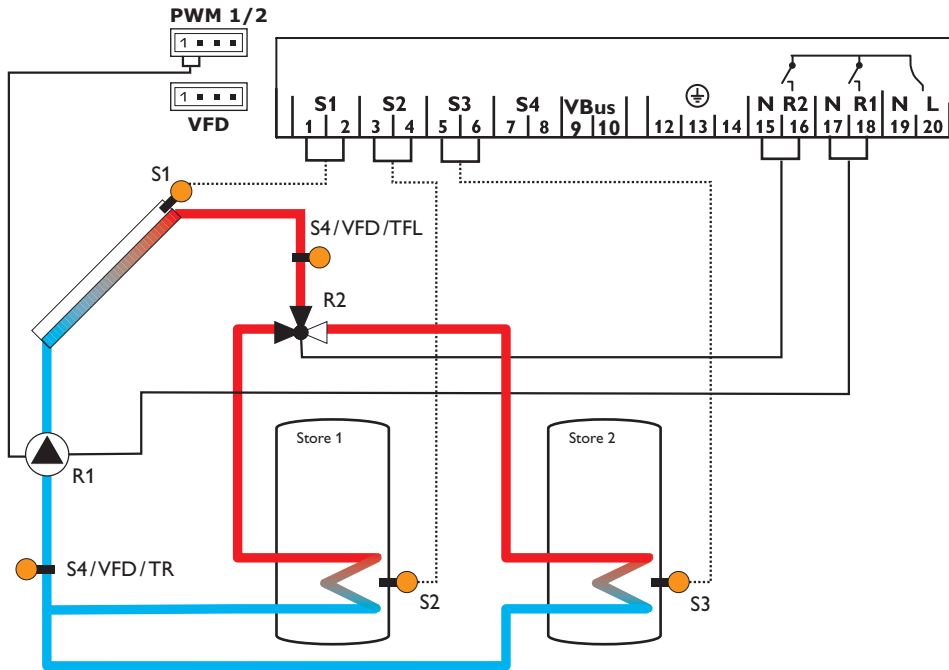 PWM 1/2
1
1
VFD
S1 S2 S3 S4 VBus N R2 N R1 N L
1 2 3 4 5 6 7 8 9 10 12 13 14 15 16 17 18 19 20
S1
S4/VFD/TFL
R2
Store 1
Store 2
R1
S4/VFD/TR
S2
S3